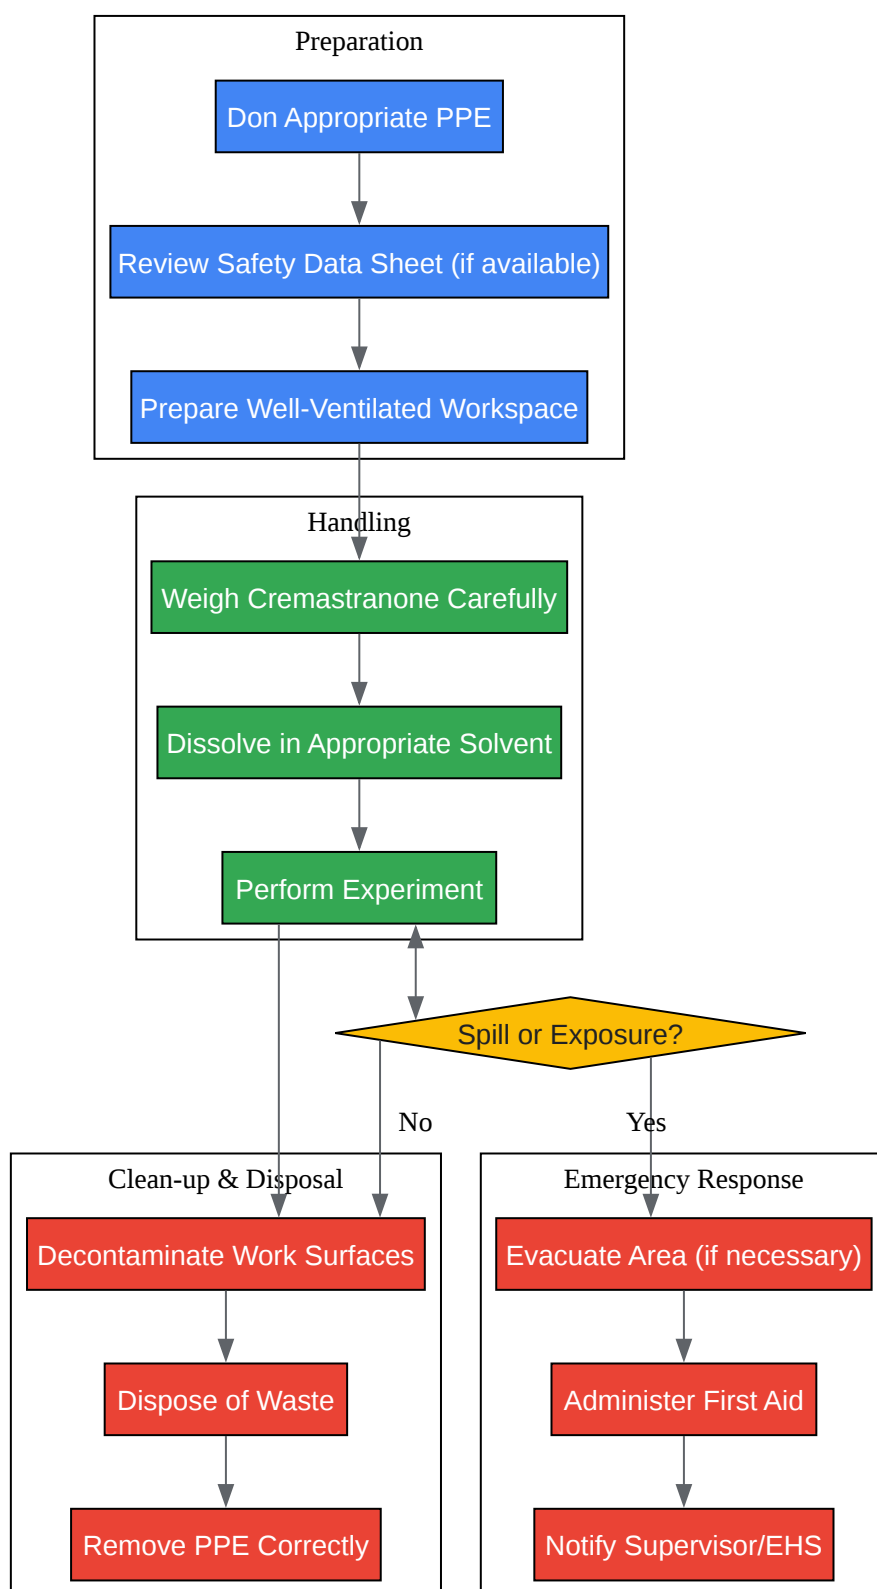 Preparation
Don Appropriate PPE
Review Safety Data Sheet (if available)
Prepare Well-Ventilated Workspace
Handling
Weigh Cremastranone Carefully
Dissolve in Appropriate Solvent
Perform Experiment
Spill or Exposure?
No
Yes
Clean-up & Disposal
Decontaminate Work Surfaces
Dispose of Waste
Remove PPE Correctly
Emergency Response
Evacuate Area (if necessary)
Administer First Aid
Notify Supervisor/EHS